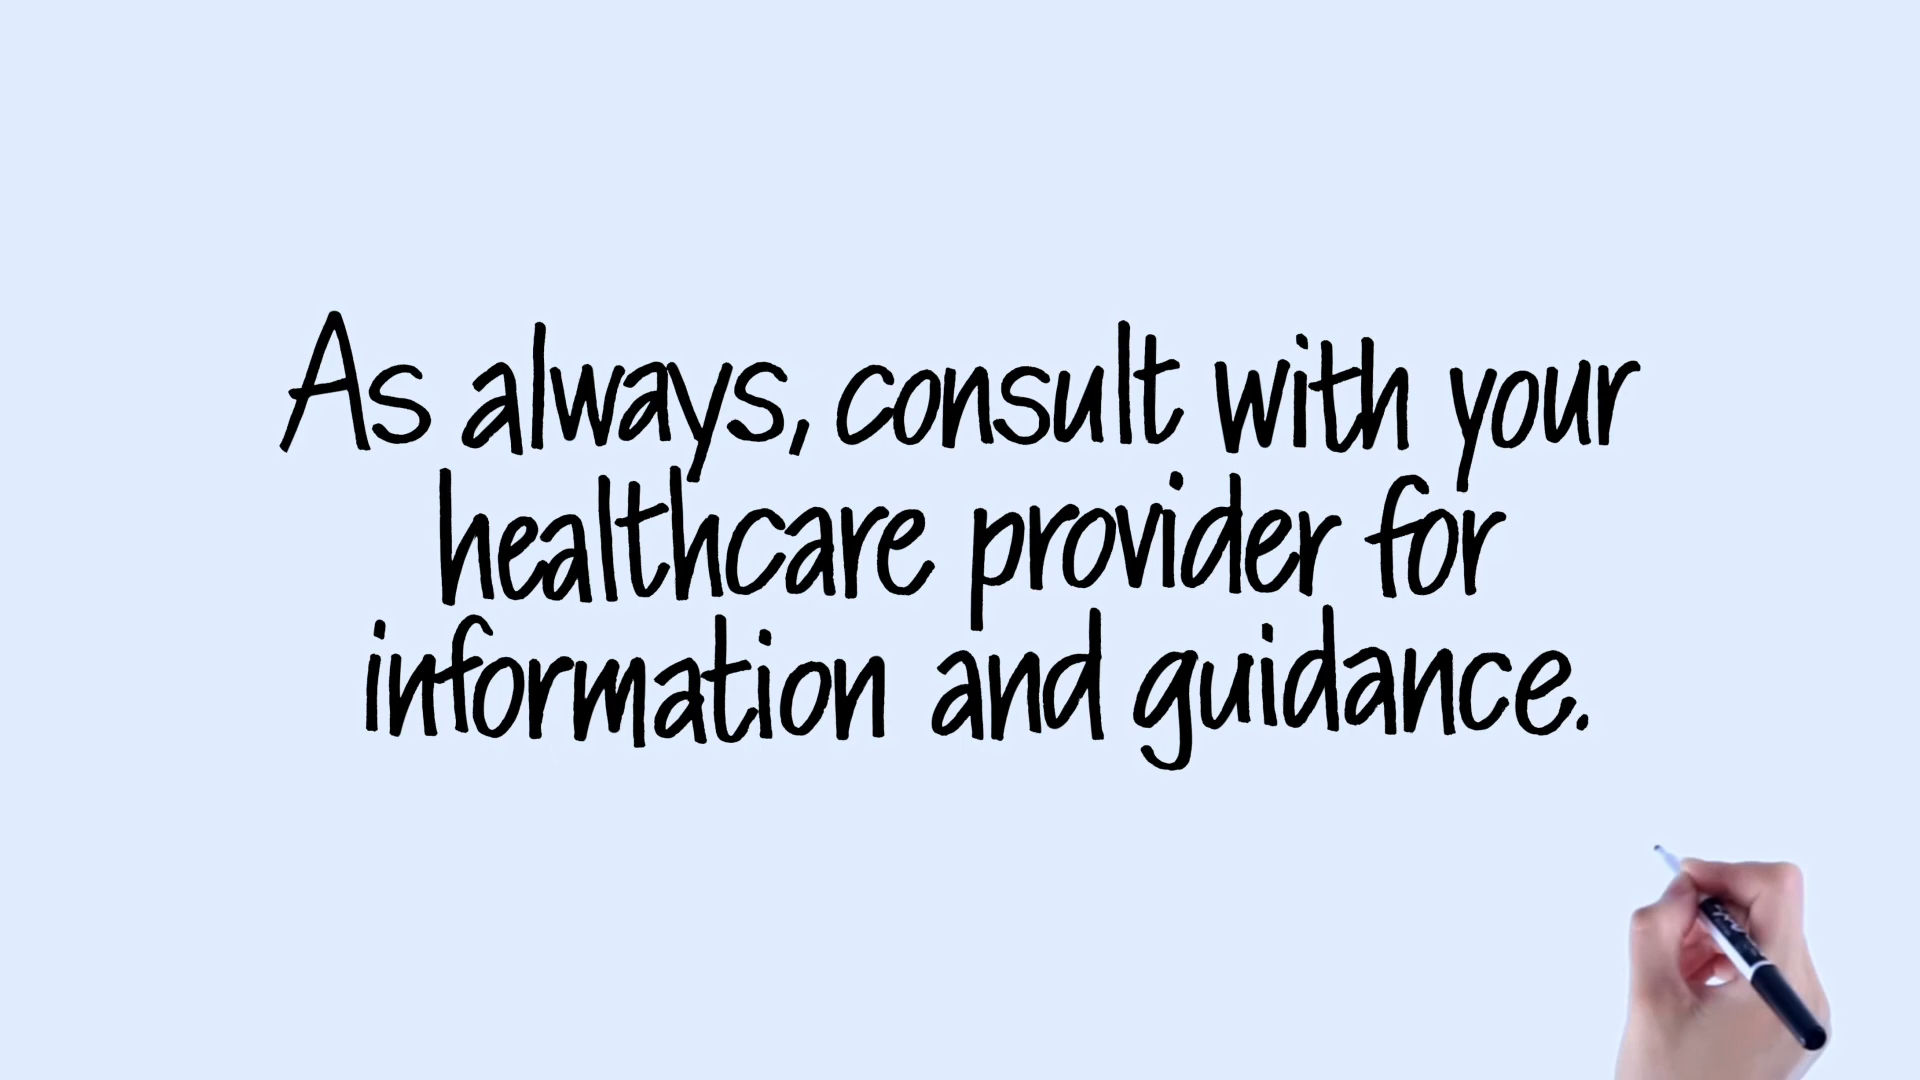 As always, consult with your
healthcare provider for
information and guidance.